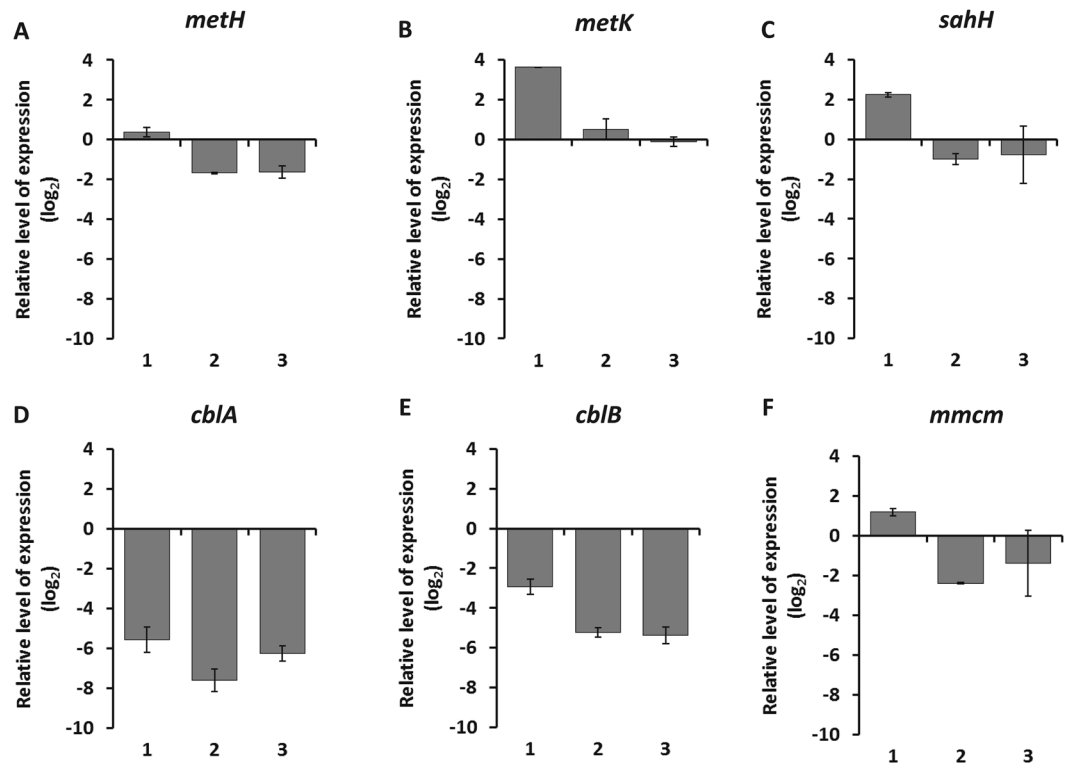 A
metH
Relative level of expression
(log2)
4
2
0
-2
-4
-6
-8
-10
1 2 3
B
metK
Relative level of expression
(log2)
4
2
0
-2
-4
-6
-8
-10
1 2 3
C
sahH
Relative level of expression
(log2)
4
2
0
-2
-4
-6
-8
-10
1 2 3
D
cblA
Relative level of expression
(log2)
4
2
0
-2
-4
-6
-8
-10
1 2 3
E
cblB
Relative level of expression
(log2)
4
2
0
-2
-4
-6
-8
-10
1 2 3
F
mmcm
Relative level of expression
(log2)
4
2
0
-2
-4
-6
-8
-10
1 2 3